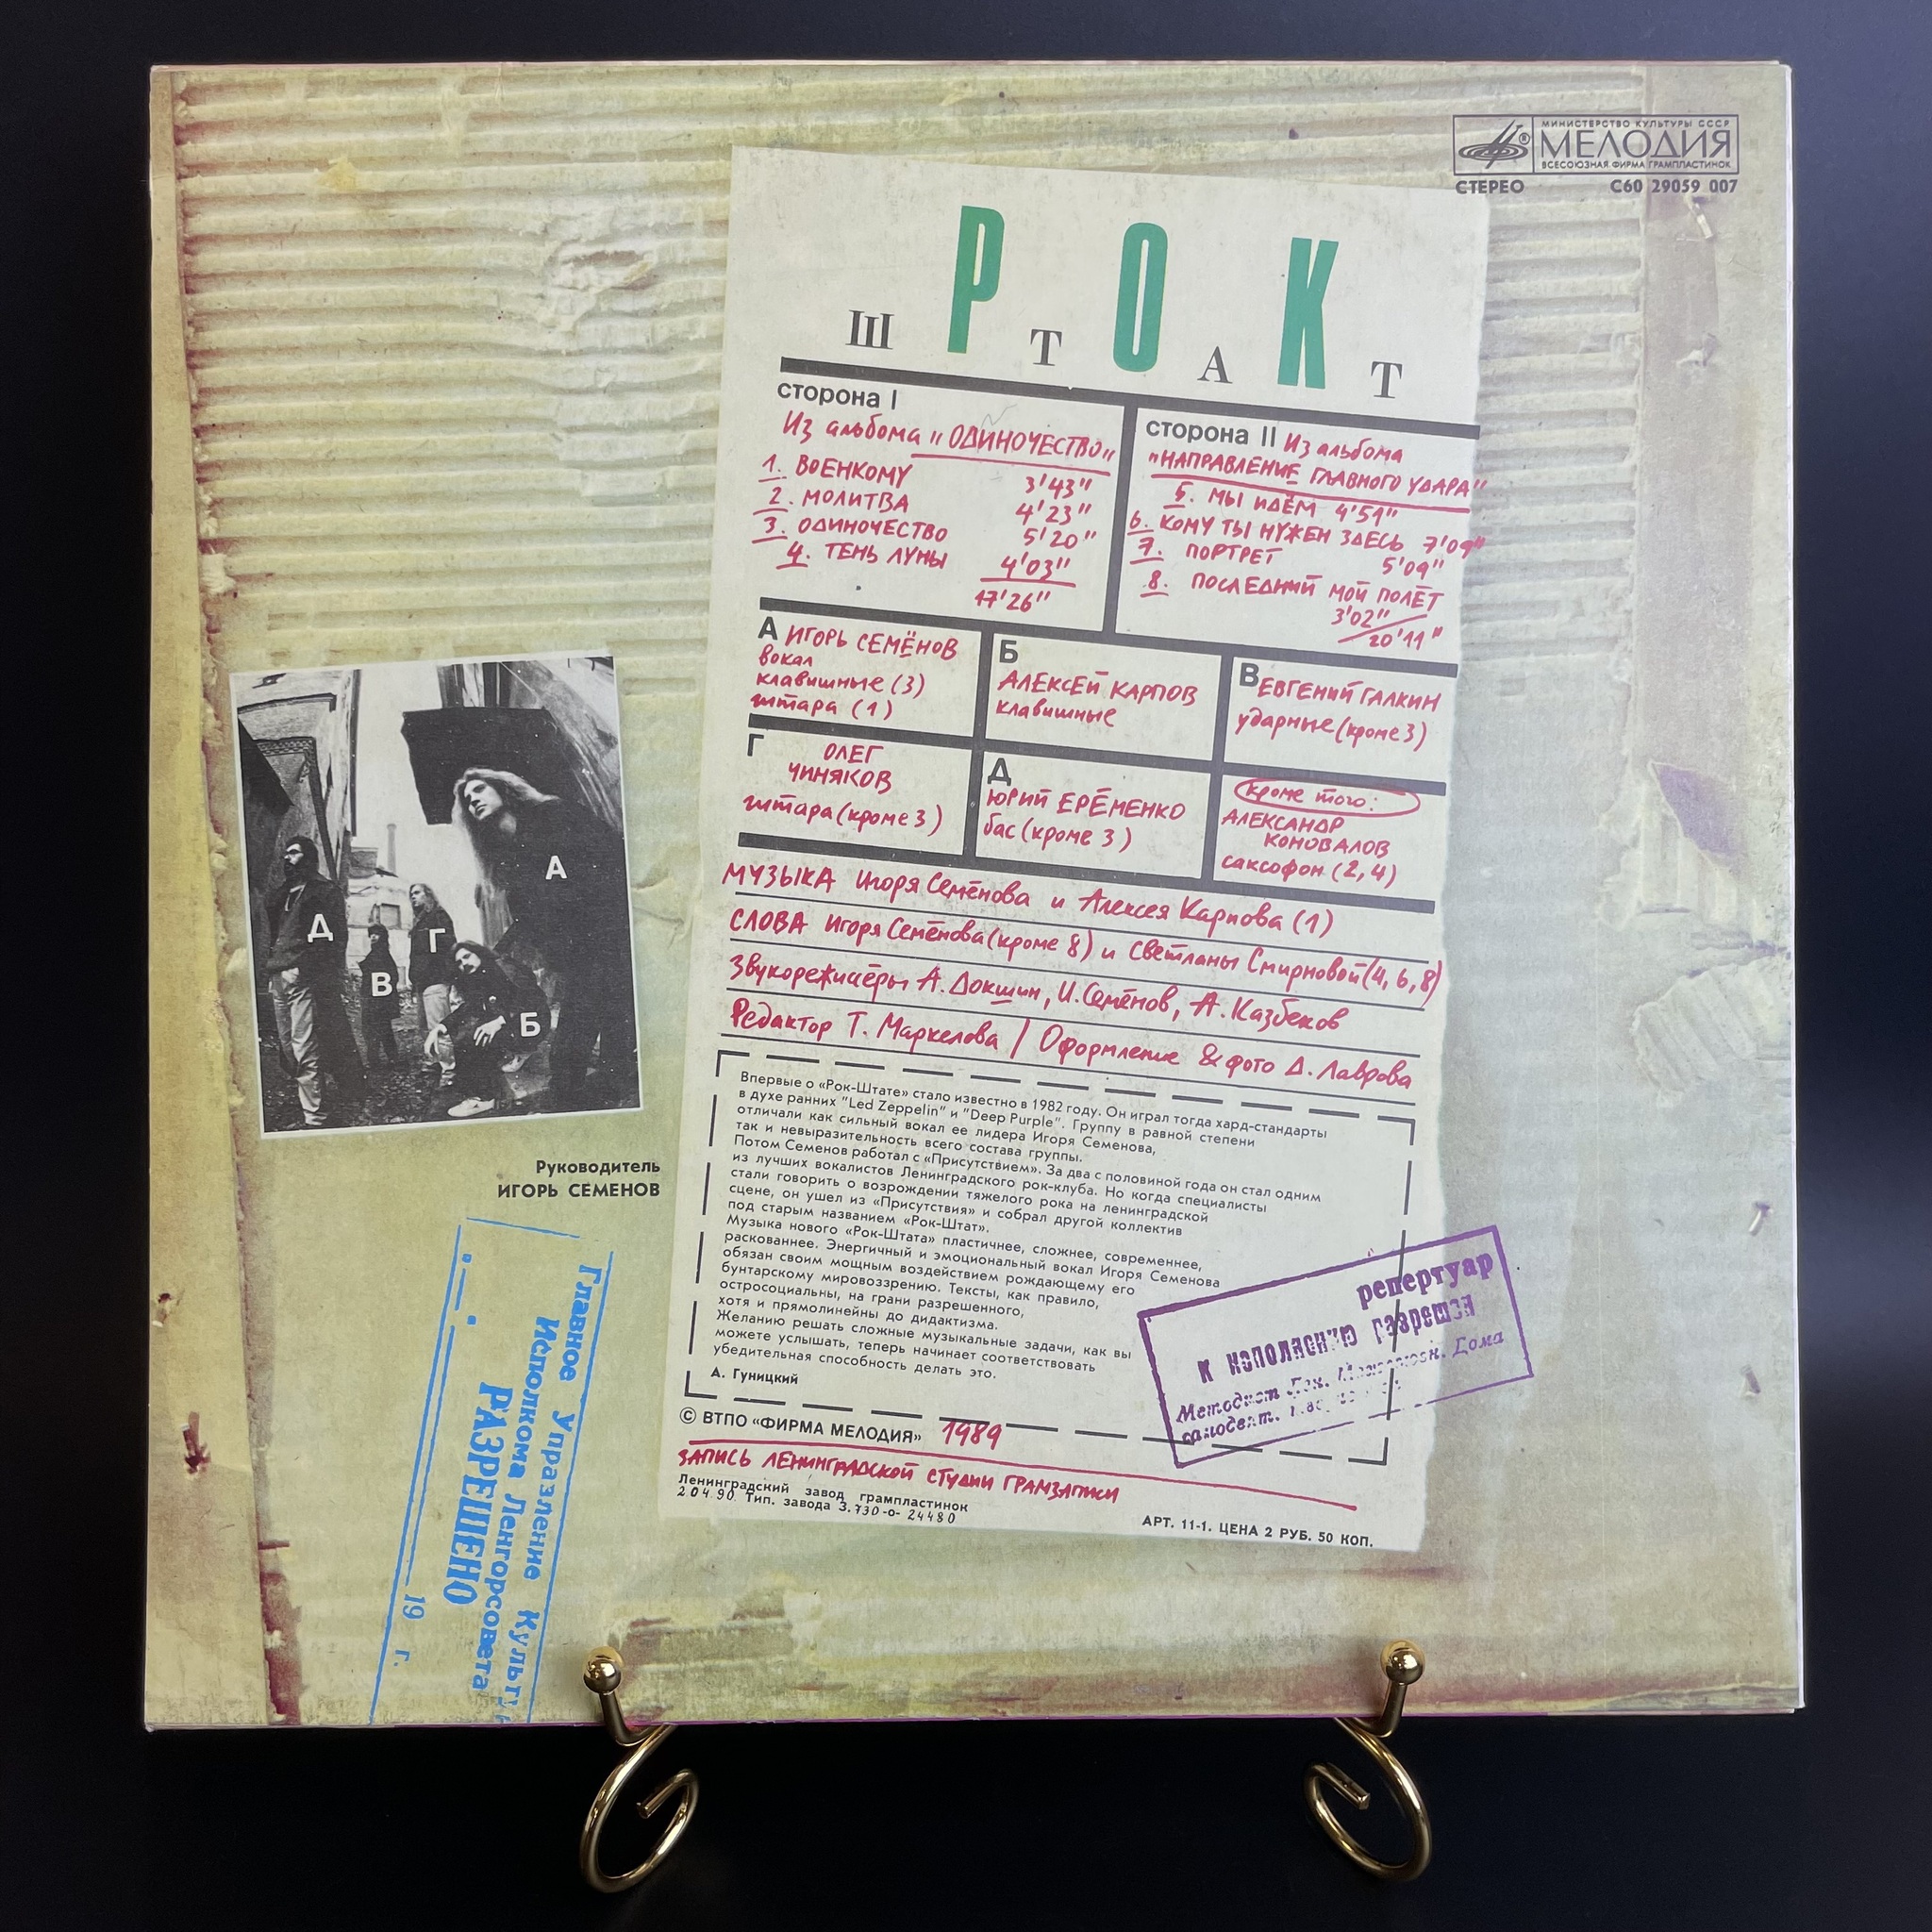 МИНИСТЕРСТВО КУЛЬТУРЫ СССР
МЕЛОДИЯ
ВСЕСОЮЗНАЯ ФИРМА ГРАМПЛАСТИНОК
СТЕРЕО С60 29059 007
РОК
ШТАТ
сторона I
Из альбома "ОДИНОЧЕСТВО"
1. ВОЕНКОМУ 3'43"
2. МОЛИТВА 4'23"
3. ОДИНОЧЕСТВО 5'20"
4. ТЕНЬ ЛУНЫ 4'03"
17'26"
сторона II Из альбома
"НАПРАВЛЕНИЕ ГЛАВНОГО УДАРА"
5. МЫ ИДЁМ 4'51"
6. КОМУ ТЫ НУЖЕН ЗДЕСЬ 7'09"
7. ПОРТРЕТ 5'09"
8. ПОСЛЕДНИЙ МОЙ ПОЛЁТ
3'02"
20'11"
А ИГОРЬ СЕМЁНОВ
вокал
клавишные (3)
гитара (1)
Б
АЛЕКСЕЙ КАРПОВ
клавишные
В ЕВГЕНИЙ ГАЛКИН
ударные (кроме 3)
Г ОЛЕГ
ЧИНЯКОВ
гитара (кроме 3)
Д
ЮРИЙ ЕРЁМЕНКО
бас (кроме 3)
кроме того:
АЛЕКСАНДР
КОНОВАЛОВ
саксофон (2, 4)
МУЗЫКА Игоря Семёнова и Алексея Карпова (1)
СЛОВА Игоря Семёнова (кроме 8) и Светланы Смирновой (4, 6, 8)
Звукорежиссёры А. Докшин, И. Семёнов, А. Казбеков
Редактор Т. Маркелова / Оформление & фото Д. Лаврова
Впервые о «Рок-Штате» стало известно в 1982 году. Он играл тогда хард-стандарты
в духе ранних "Led Zeppelin" и "Deep Purple". Группу в равной степени
отличали как сильный вокал ее лидера Игоря Семенова,
так и невыразительность всего состава группы.
Потом Семенов работал с «Присутствием». За два с половиной года он стал одним
из лучших вокалистов Ленинградского рок-клуба. Но когда специалисты
стали говорить о возрождении тяжелого рока на ленинградской
сцене, он ушел из «Присутствия» и собрал другой коллектив
под старым названием «Рок-Штат».
Музыка нового «Рок-Штата» пластичнее, сложнее, современнее,
раскованнее. Энергичный и эмоциональный вокал Игоря Семенова
обязан своим мощным воздействием рождающему его
бунтарскому мировоззрению. Тексты, как правило,
остросоциальны, на грани разрешенного,
хотя и прямолинейны до дидактизма.
Желанию решать сложные музыкальные задачи, как вы
можете услышать, теперь начинает соответствовать
убедительная способность делать это.
А. Гуницкий
© ВТПО «ФИРМА МЕЛОДИЯ» 1989
ЗАПИСЬ ЛЕНИНГРАДСКОЙ СТУДИИ ГРАМЗАПИСИ
Ленинградский завод грампластинок
2.04.90. Тип. завода З.730-о- 24480
АРТ. 11-1. ЦЕНА 2 РУБ. 50 КОП.
репертуар
к исполнению разрешен
Методист Дома
самодеят.
А
Д
Г
В
Б
Руководитель
ИГОРЬ СЕМЕНОВ
Главное Управление
Исполкома Ленгорсовета
РАЗРЕШЕНО
19 г.